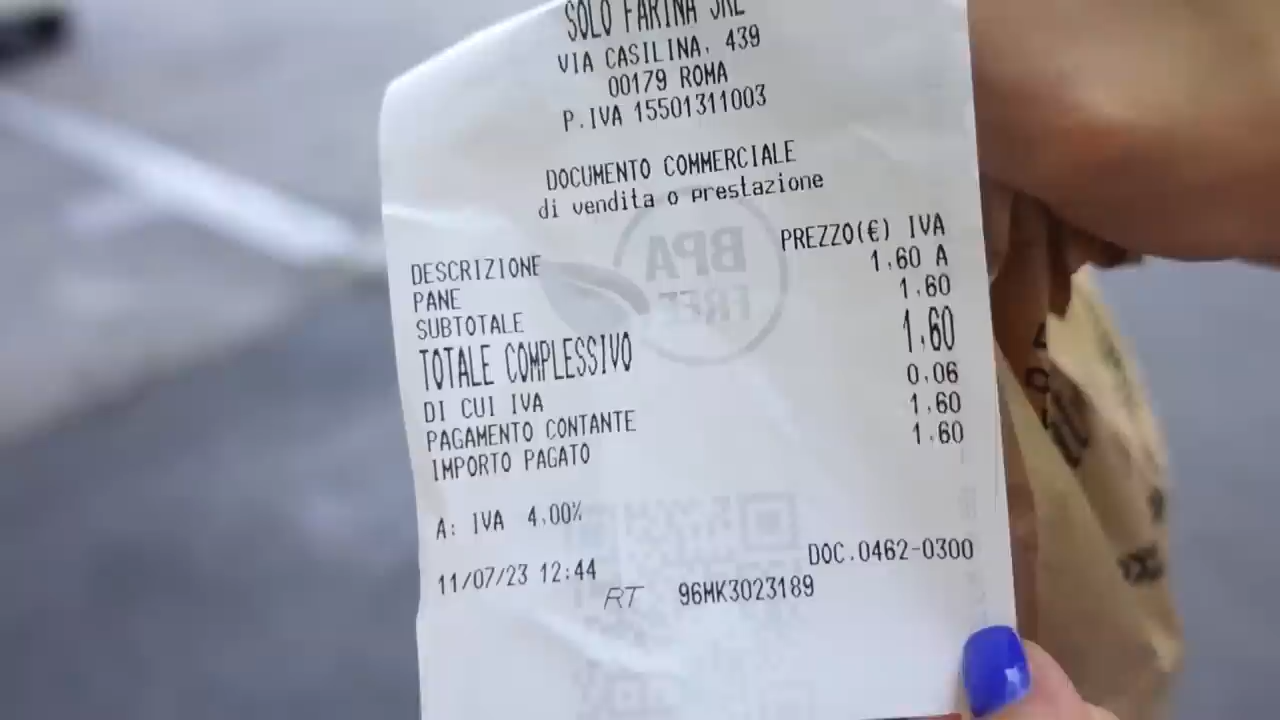 SOLO FARINA SRL
VIA CASILINA, 439
00179 ROMA
P.IVA 15501311003
DOCUMENTO COMMERCIALE
di vendita o prestazione
DESCRIZIONE PREZZO(€) IVA
PANE 1,60 A
SUBTOTALE 1,60
TOTALE COMPLESSIVO 1,60
DI CUI IVA 0,06
PAGAMENTO CONTANTE 1,60
IMPORTO PAGATO 1,60
A: IVA 4,00%
11/07/23 12:44 DOC.0462-0300
RT 96MK3023189
BPA
FREE